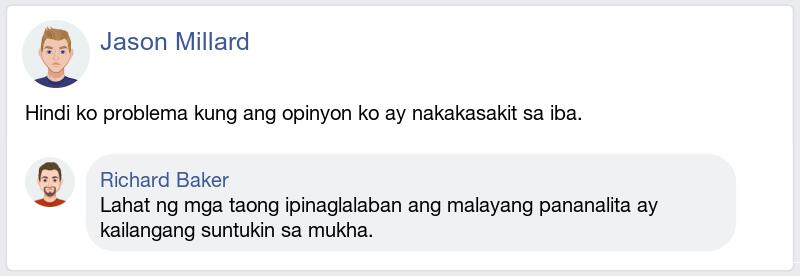 Jason Millard
Hindi ko problema kung ang opinyon ko ay nakakasakit sa iba.
Richard Baker
Lahat ng mga taong ipinaglalaban ang malayang pananalita ay
kailangang suntukin sa mukha.